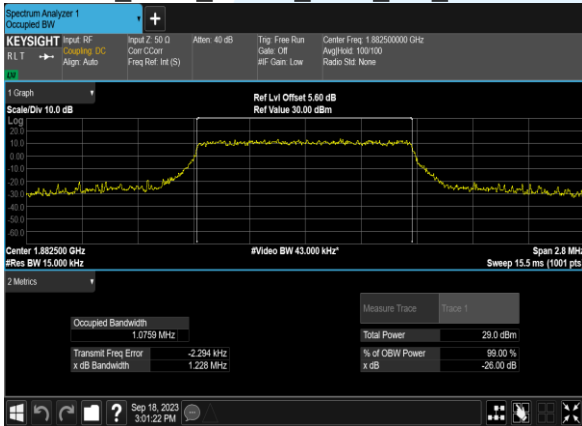 Spectrum Analyzer 1
Occupied BW
KEYSIGHT
Input: RF
Input Z: 50 Ω
Atten: 40 dB
Trig: Free Run
Center Freq: 1.882500000 GHz
RLT
Coupling: DC
Corr CCorr
Gate: Off
Avg|Hold: 100/100
Align: Auto
Freq Ref: Int (S)
#IF Gain: Low
Radio Std: None
1 Graph
Ref Lvl Offset 5.60 dB
Scale/Div 10.0 dB
Ref Value 30.00 dBm
Log
20.0
10.0
0.00
-10.0
-20.0
-30.0
-40.0
-50.0
-60.0
Center 1.882500 GHz
#Video BW 43.000 kHz*
Span 2.8 MHz
#Res BW 15.000 kHz
Sweep 15.5 ms (1001 pts)
2 Metrics
Measure Trace
Trace 1
Occupied Bandwidth
1.0759 MHz
Total Power
29.0 dBm
Transmit Freq Error
-2.294 kHz
% of OBW Power
99.00 %
x dB Bandwidth
1.228 MHz
x dB
-26.00 dB
Sep 18, 2023
3:01:22 PM